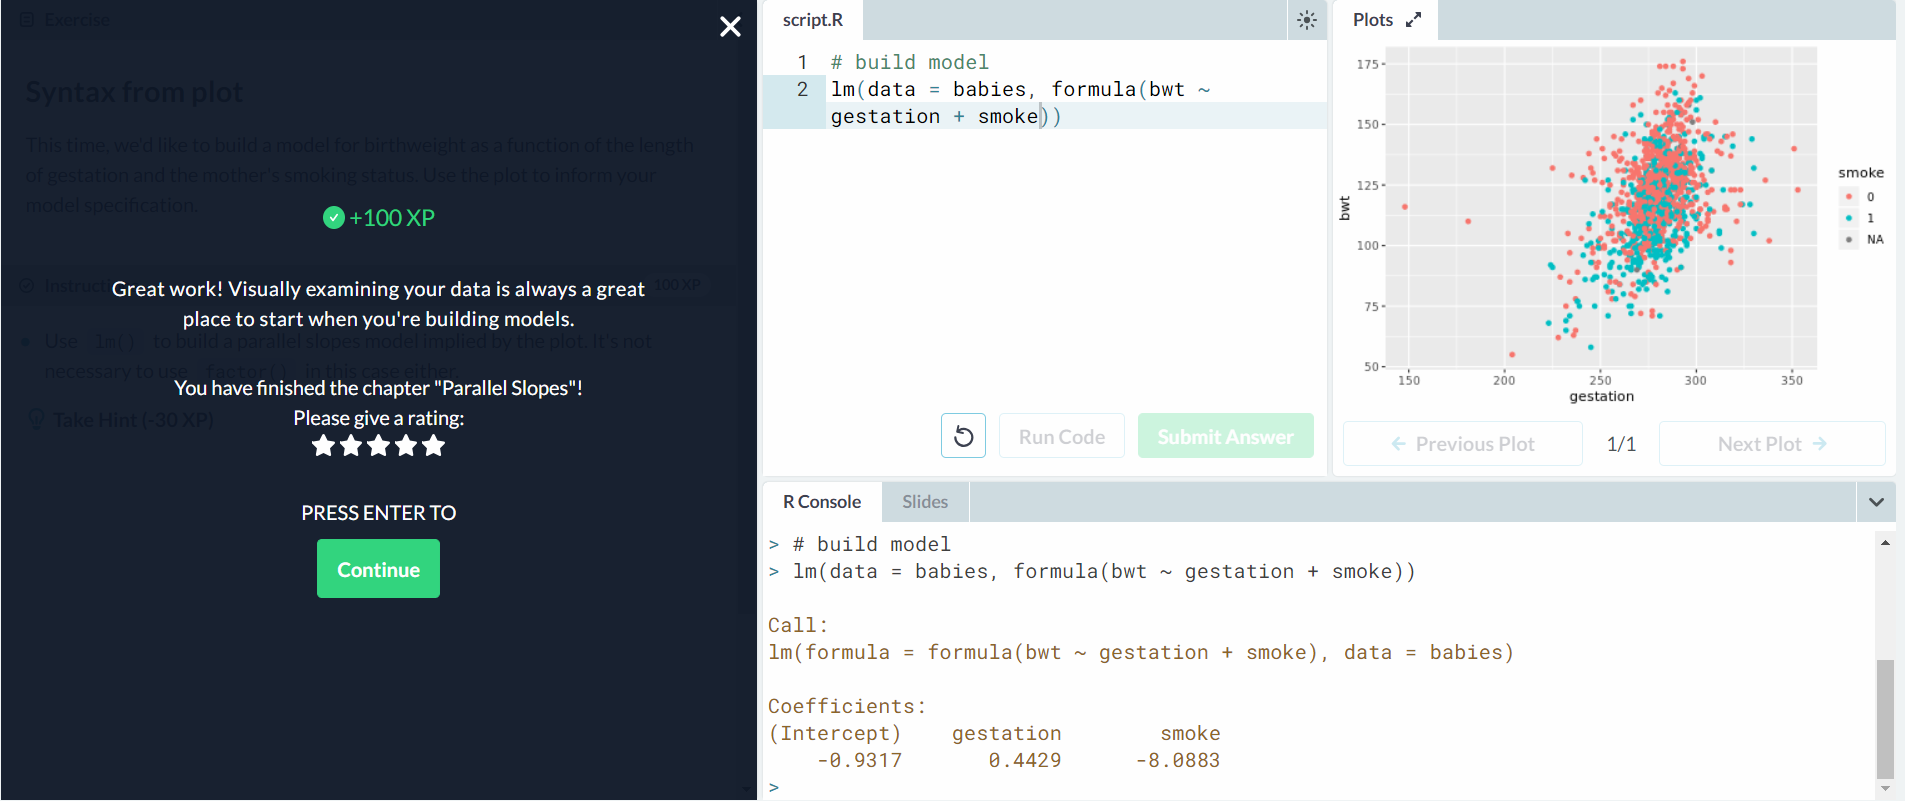 Exercise
Syntax from plot
This time, we'd like to build a model for birthweight as a function of the length
of gestation and the mother's smoking status. Use the plot to inform your
model specification.
+100 XP
Instructi
100 XP
Great work! Visually examining your data is always a great
place to start when you're building models.
Use lm() to build a parallel slopes model implied by the plot. It's not
necessary to use factor() in this case either.
You have finished the chapter "Parallel Slopes"!
Take Hint (-30 XP)
Please give a rating:
PRESS ENTER TO
Continue
script.R
1 # build model
2 lm(data = babies, formula(bwt ~
gestation + smoke))
Run Code
Submit Answer
Plots
175
150
125
100
75
50
bwt
150 200 250 300 350
gestation
smoke
0
1
NA
Previous Plot
1/1
Next Plot
R Console
Slides
> # build model
> lm(data = babies, formula(bwt ~ gestation + smoke))
Call:
lm(formula = formula(bwt ~ gestation + smoke), data = babies)
Coefficients:
(Intercept) gestation smoke
-0.9317 0.4429 -8.0883
>